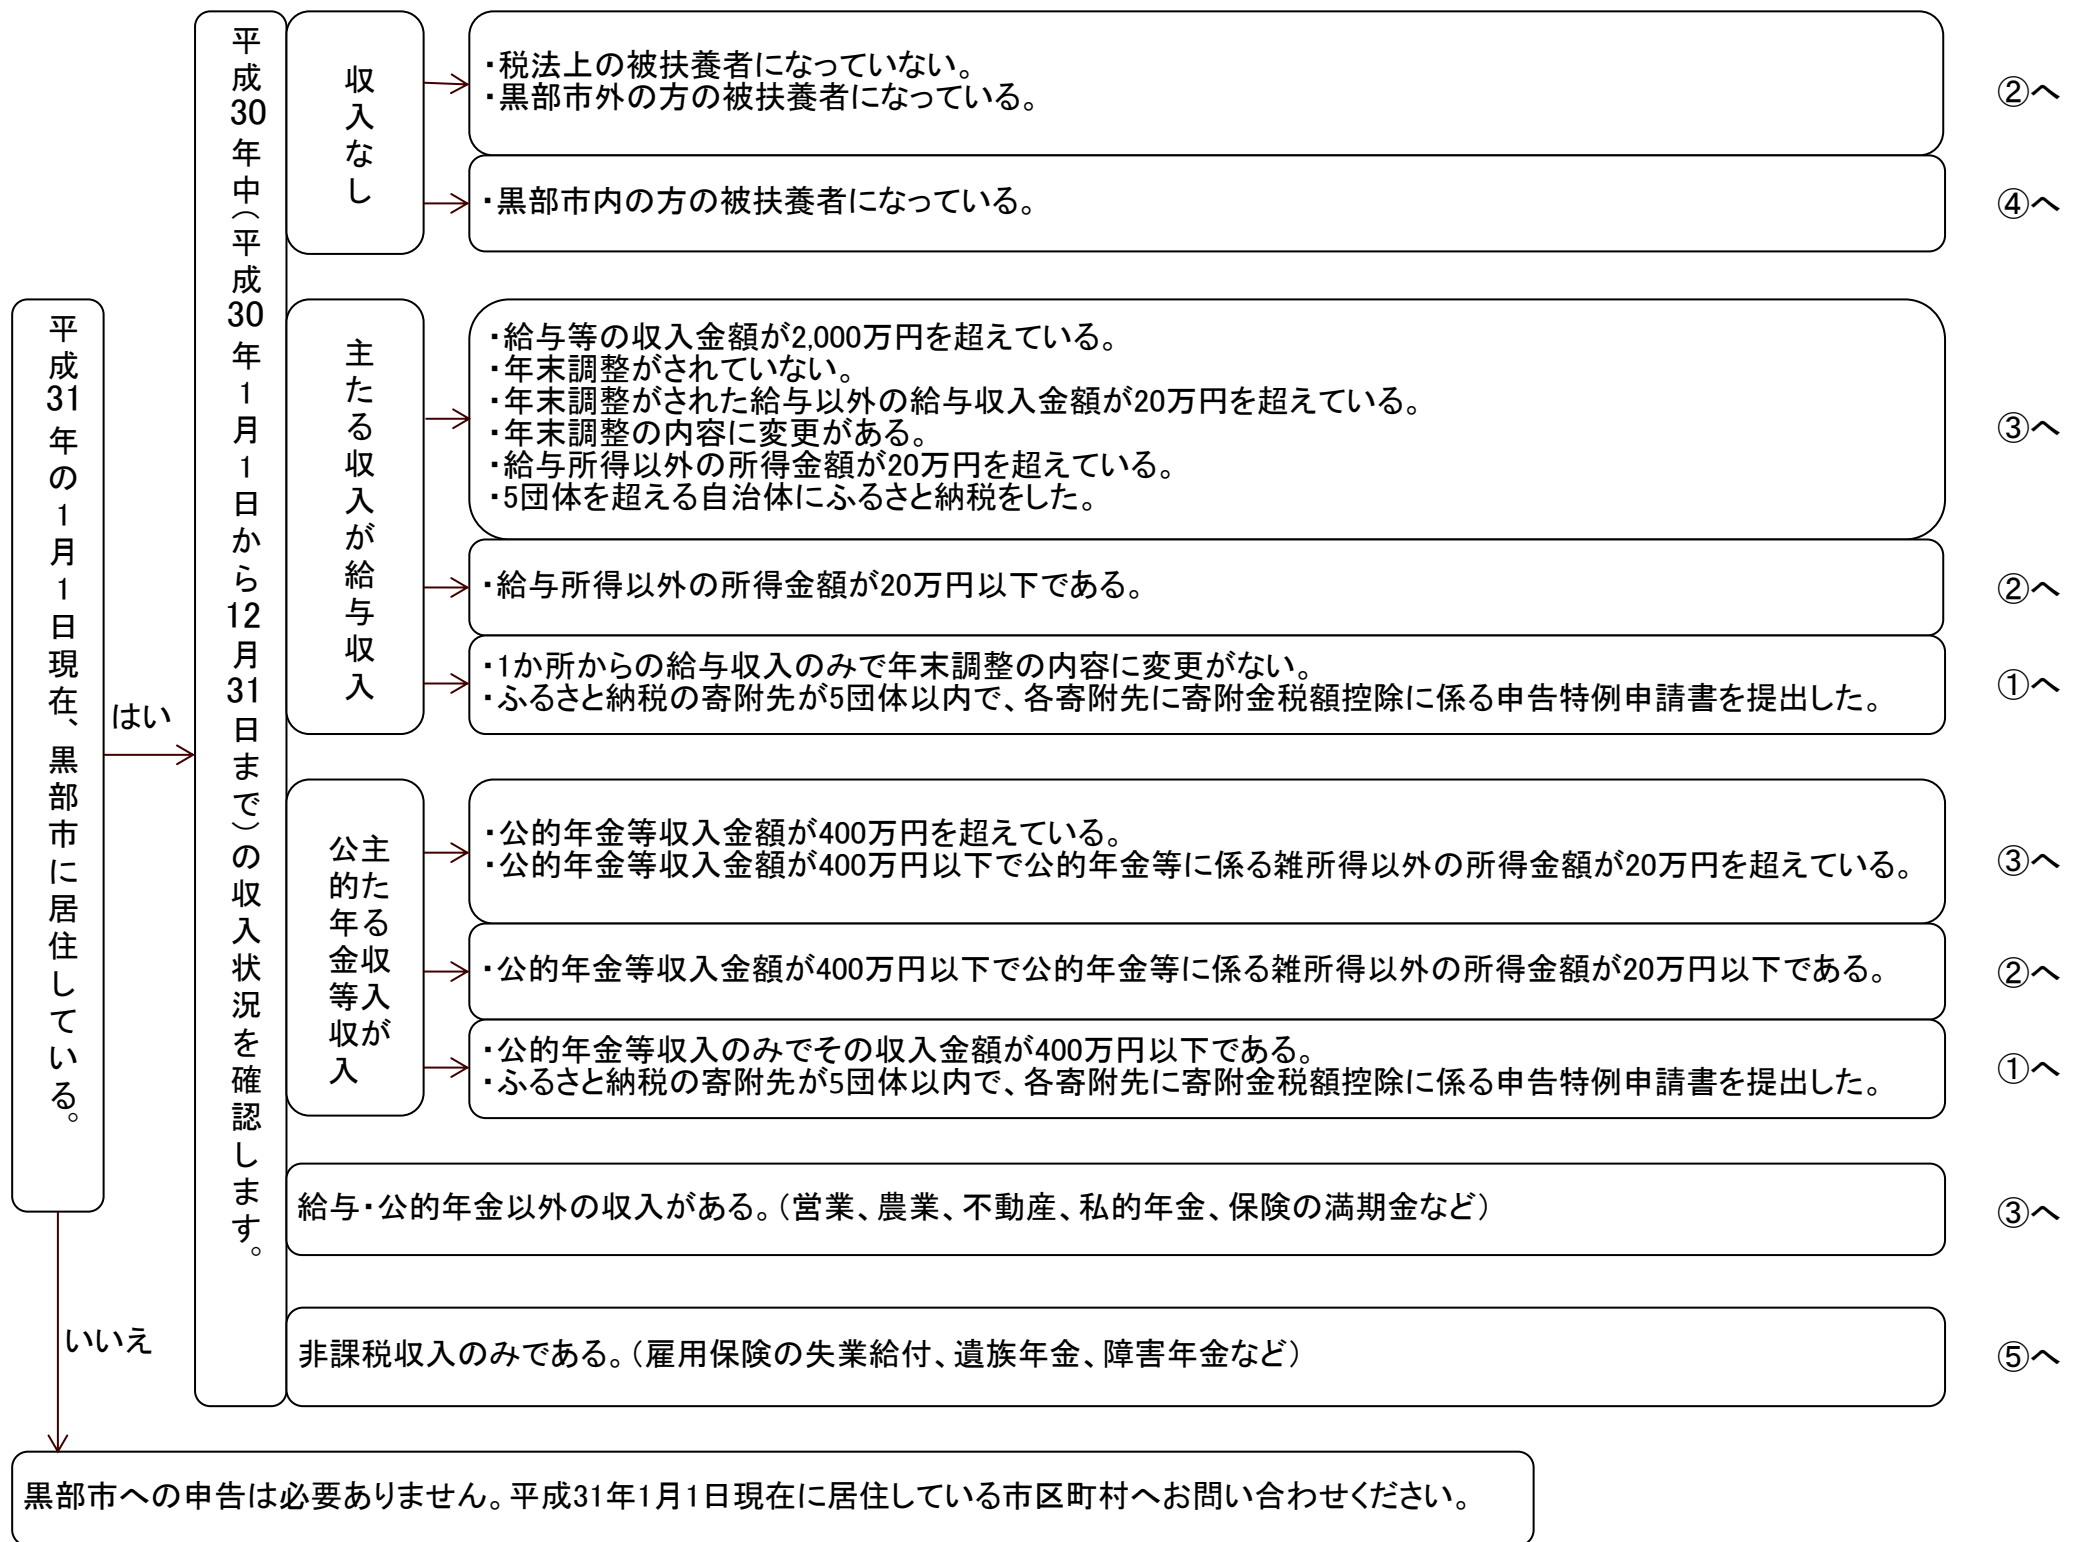 平成31年の1月1日現在、黒部市に居住している。
はい
いいえ
平成30年中(平成30年1月1日から12月31日まで)の収入状況を確認します。
収入なし
・税法上の被扶養者になっていない。
・黒部市外の方の被扶養者になっている。
②へ
・黒部市内の方の被扶養者になっている。
④へ
主たる収入が給与収入
・給与等の収入金額が2,000万円を超えている。
・年末調整がされていない。
・年末調整がされた給与以外の給与収入金額が20万円を超えている。
・年末調整の内容に変更がある。
・給与所得以外の所得金額が20万円を超えている。
・5団体を超える自治体にふるさと納税をした。
③へ
・給与所得以外の所得金額が20万円以下である。
②へ
・1か所からの給与収入のみで年末調整の内容に変更がない。
・ふるさと納税の寄附先が5団体以内で、各寄附先に寄附金税額控除に係る申告特例申請書を提出した。
①へ
主たる収入が
公的年金等収入
・公的年金等収入金額が400万円を超えている。
・公的年金等収入金額が400万円以下で公的年金等に係る雑所得以外の所得金額が20万円を超えている。
③へ
・公的年金等収入金額が400万円以下で公的年金等に係る雑所得以外の所得金額が20万円以下である。
②へ
・公的年金等収入のみでその収入金額が400万円以下である。
・ふるさと納税の寄附先が5団体以内で、各寄附先に寄附金税額控除に係る申告特例申請書を提出した。
①へ
給与・公的年金以外の収入がある。(営業、農業、不動産、私的年金、保険の満期金など)
③へ
非課税収入のみである。(雇用保険の失業給付、遺族年金、障害年金など)
⑤へ
黒部市への申告は必要ありません。平成31年1月1日現在に居住している市区町村へお問い合わせください。